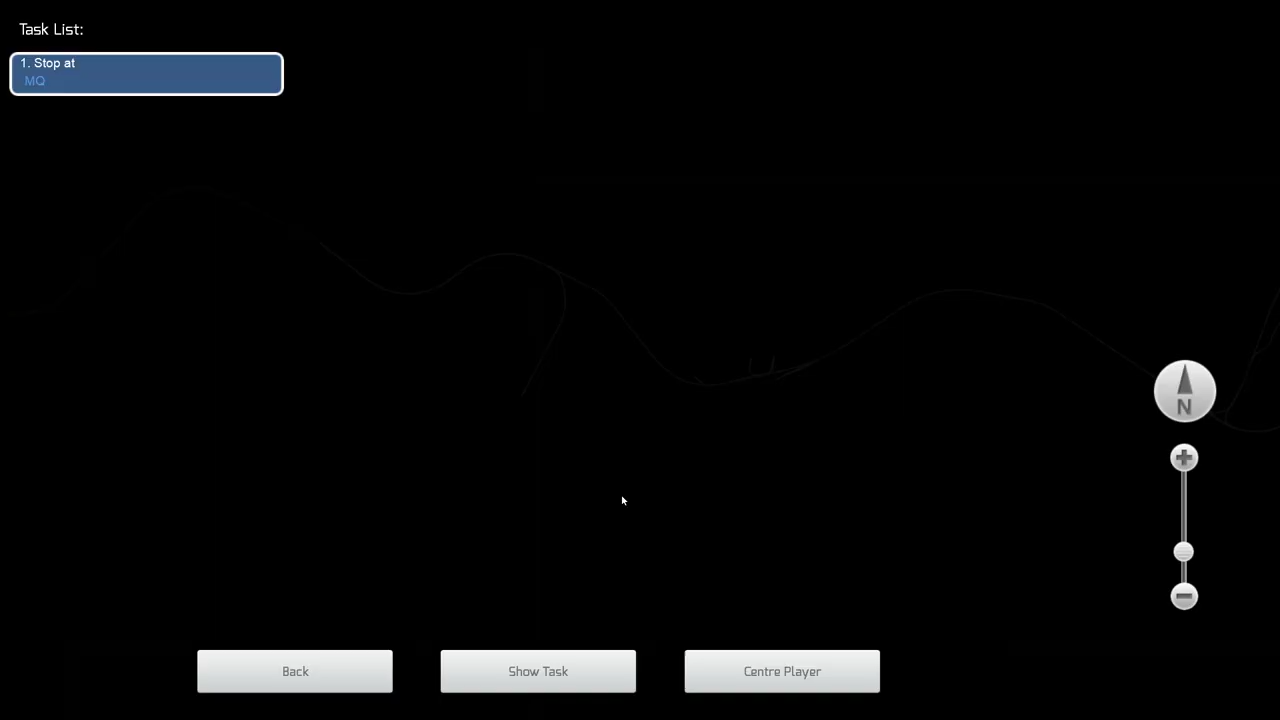 Task List:
1. Stop at
MQ
N
Back
Show Task
Centre Player